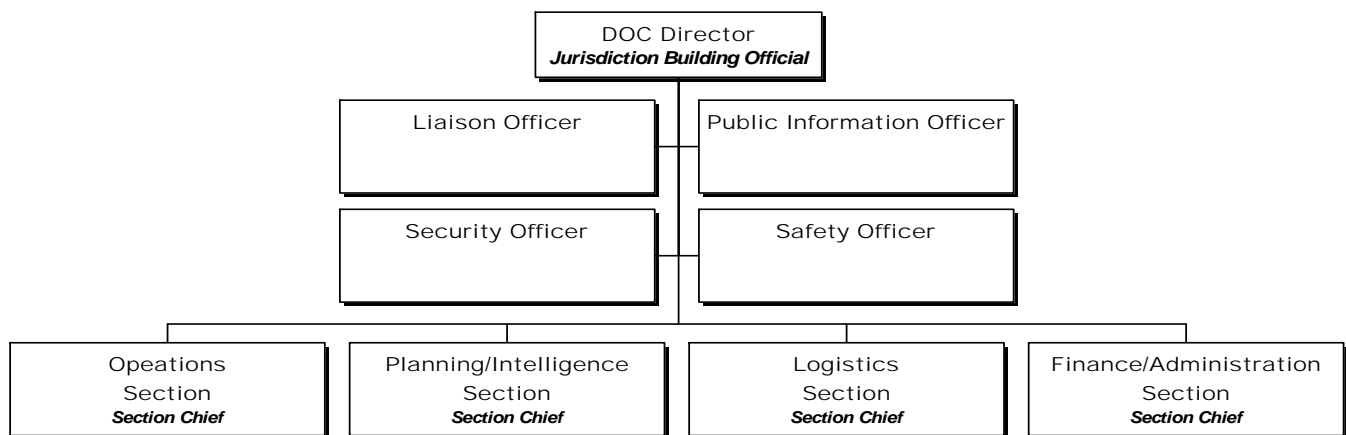 DOC Director
Jurisdiction Building Official
Liaison Officer
Public Information Officer
Security Officer
Safety Officer
Opeations
Section
Section Chief
Planning/Intelligence
Section
Section Chief
Logistics
Section
Section Chief
Finance/Administration
Section
Section Chief